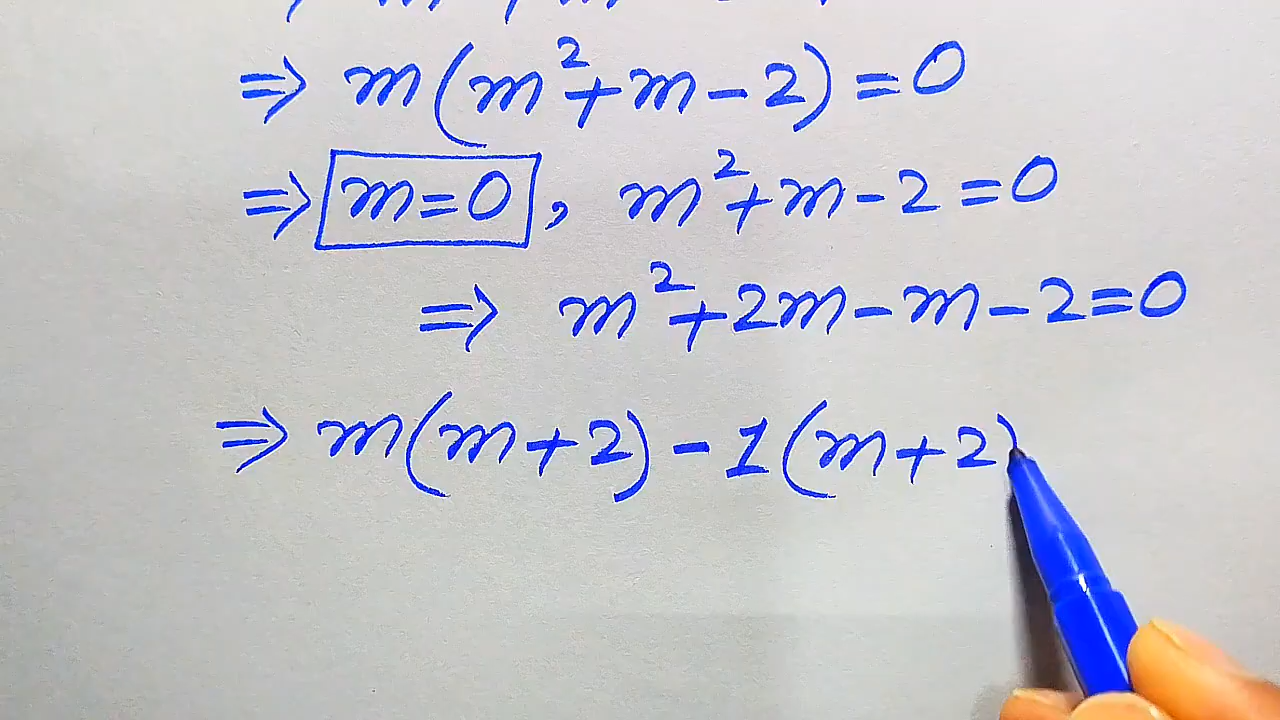 ⇒ m(m²+m-2)=0
⇒ m=0, m²+m-2=0
⇒ m²+2m-m-2=0
⇒ m(m+2)-1(m+2)